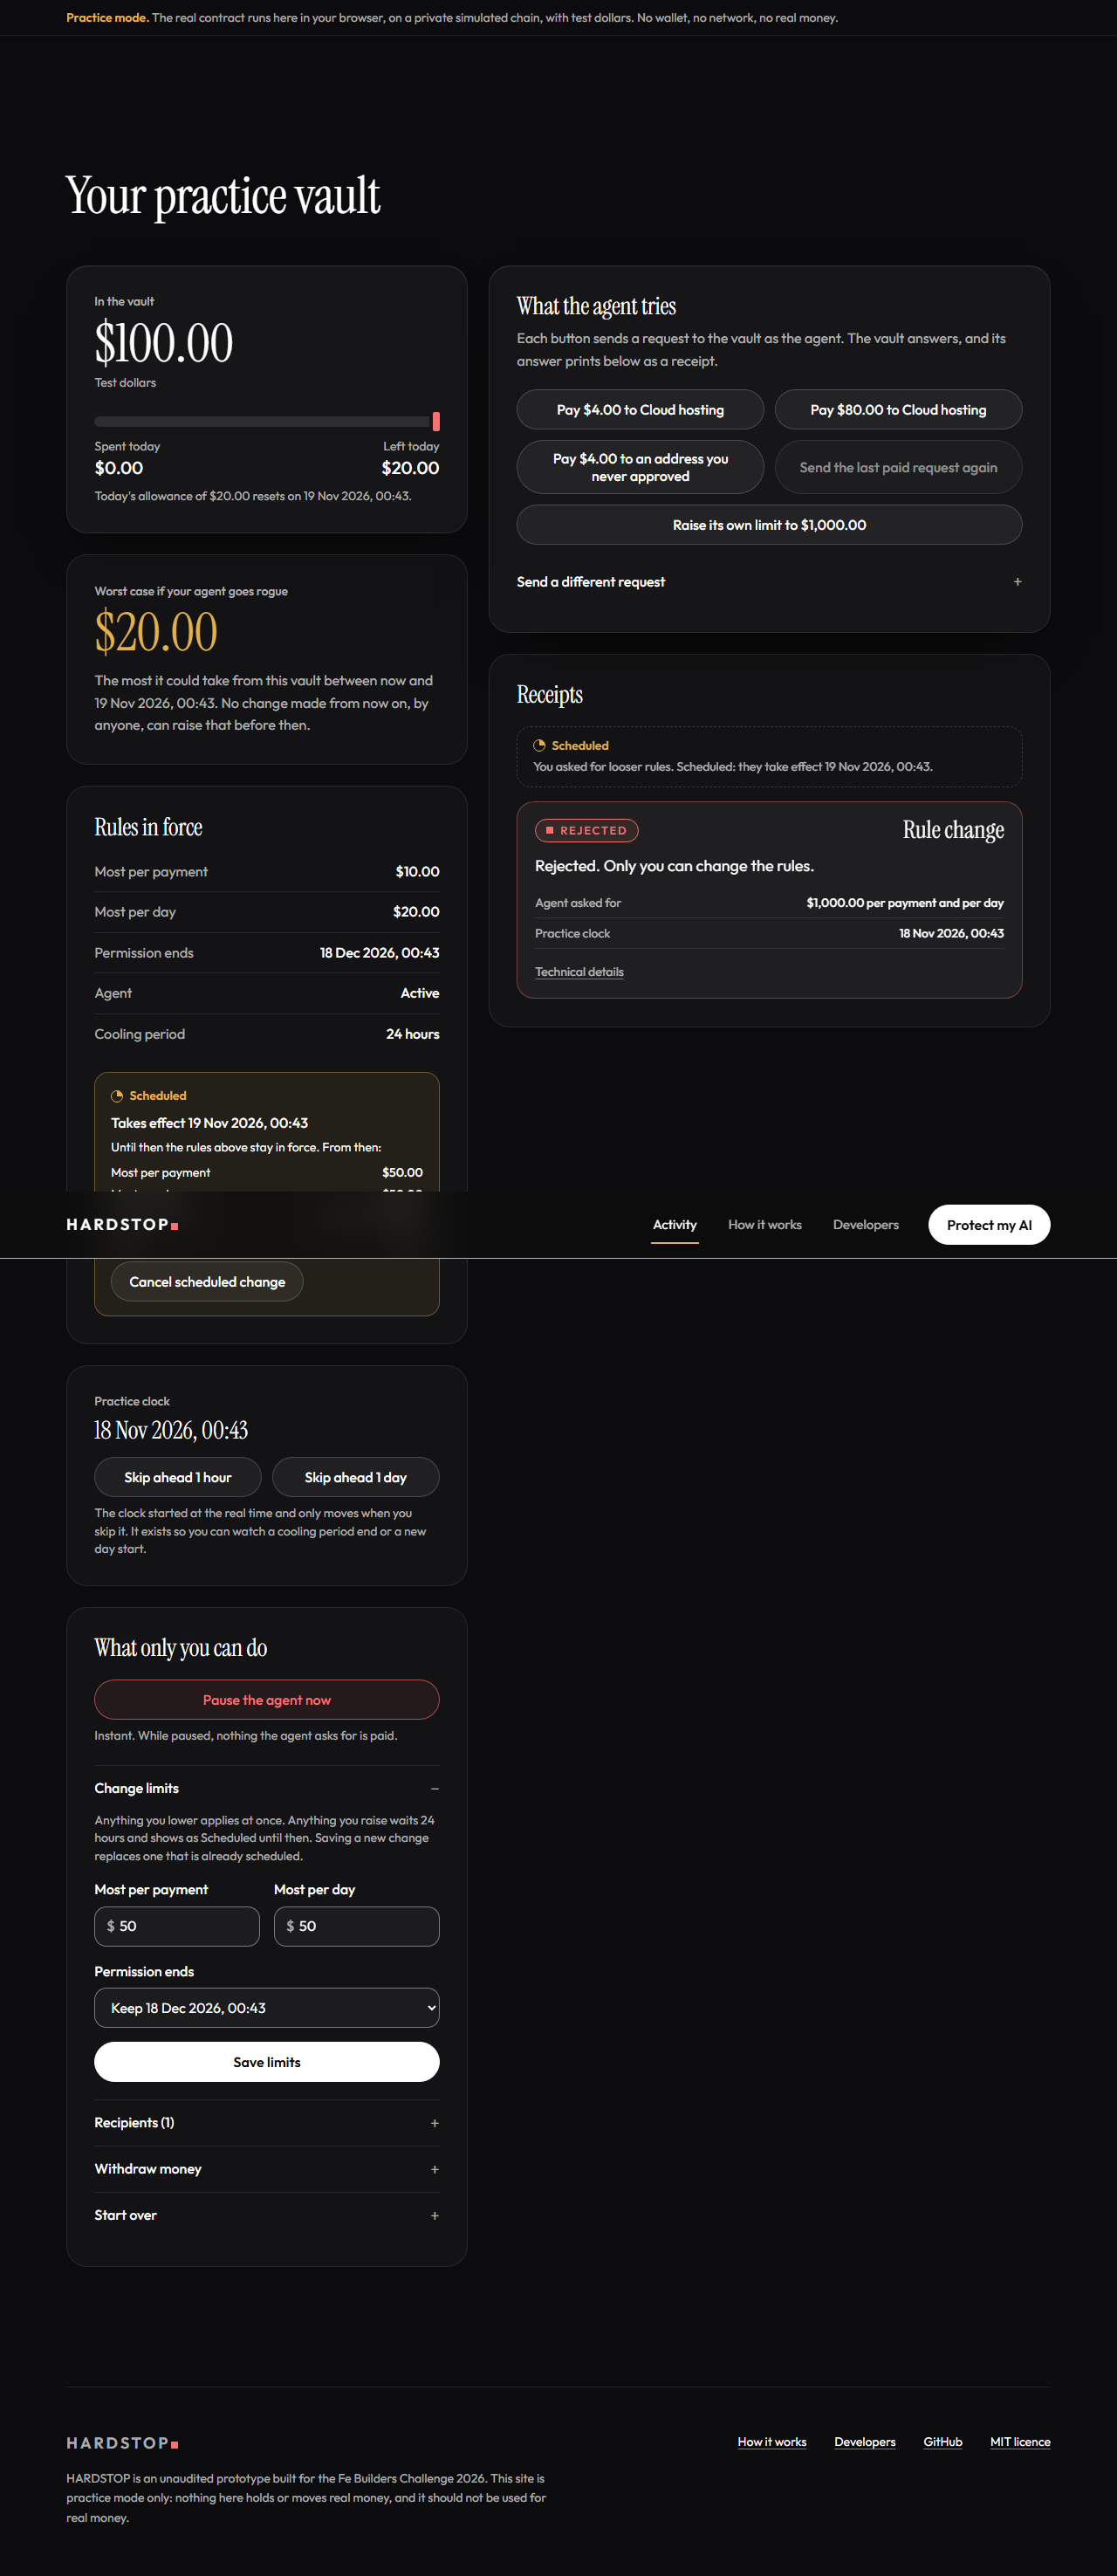 Practice mode. The real contract runs here in your browser, on a private simulated chain, with test dollars. No wallet, no network, no real money.
Your practice vault
In the vault
$100.00
Test dollars
Spent today
Left today
$0.00
$20.00
Today's allowance of $20.00 resets on 19 Nov 2026, 00:43.
Worst case if your agent goes rogue
$20.00
The most it could take from this vault between now and
19 Nov 2026, 00:43. No change made from now on, by
anyone, can raise that before then.
Rules in force
Most per payment $10.00
Most per day $20.00
Permission ends 18 Dec 2026, 00:43
Agent Active
Cooling period 24 hours
Scheduled
Takes effect 19 Nov 2026, 00:43
Until then the rules above stay in force. From then:
Most per payment $50.00
What the agent tries
Each button sends a request to the vault as the agent. The vault answers, and its
answer prints below as a receipt.
Pay $4.00 to Cloud hosting
Pay $80.00 to Cloud hosting
Pay $4.00 to an address you
never approved
Send the last paid request again
Raise its own limit to $1,000.00
Send a different request +
Receipts
Scheduled
You asked for looser rules. Scheduled: they take effect 19 Nov 2026, 00:43.
REJECTED
Rule change
Rejected. Only you can change the rules.
Agent asked for $1,000.00 per payment and per day
Practice clock 18 Nov 2026, 00:43
Technical details
HARDSTOP
Activity
How it works
Developers
Protect my AI
Cancel scheduled change
Practice clock
18 Nov 2026, 00:43
Skip ahead 1 hour
Skip ahead 1 day
The clock started at the real time and only moves when you
skip it. It exists so you can watch a cooling period end or a new
day start.
What only you can do
Pause the agent now
Instant. While paused, nothing the agent asks for is paid.
Change limits −
Anything you lower applies at once. Anything you raise waits 24
hours and shows as Scheduled until then. Saving a new change
replaces one that is already scheduled.
Most per payment
Most per day
$ 50
$ 50
Permission ends
Keep 18 Dec 2026, 00:43
Save limits
Recipients (1) +
Withdraw money +
Start over +
HARDSTOP
How it works
Developers
GitHub
MIT licence
HARDSTOP is an unaudited prototype built for the Fe Builders Challenge 2026. This site is
practice mode only: nothing here holds or moves real money, and it should not be used for
real money.